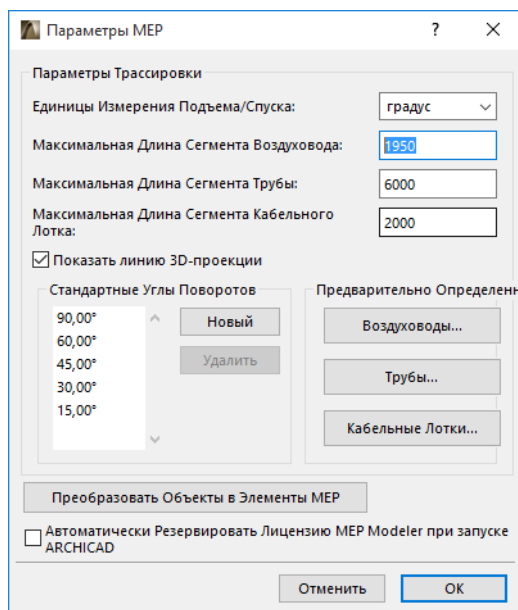 Параметры MEP
?
Параметры Трассировки
Единицы Измерения Подъема/Спуска:
градус
Максимальная Длина Сегмента Воздуховода:
1950
Максимальная Длина Сегмента Трубы:
6000
Максимальная Длина Сегмента Кабельного
Лотка:
2000
Показать линию 3D-проекции
Стандартные Углы Поворотов
Предварительно Определенн
90,00°
60,00°
45,00°
30,00°
15,00°
Новый
Удалить
Воздуховоды...
Трубы...
Кабельные Лотки...
Преобразовать Объекты в Элементы MEP
Автоматически Резервировать Лицензию MEP Modeler при запуске
ARCHICAD
Отменить
OK